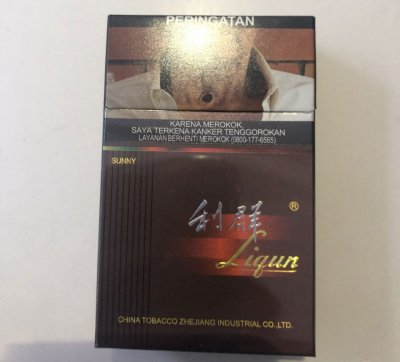 PERINGATAN
KARENA MEROKOK,
SAYA TERKENA KANKER TENGGOROKAN
LAYANAN BERHENTI MEROKOK (0800-177-6565)
SUNNY
利群 ®
Liqun
CHINA TOBACCO ZHEJIANG INDUSTRIAL CO.,LTD.